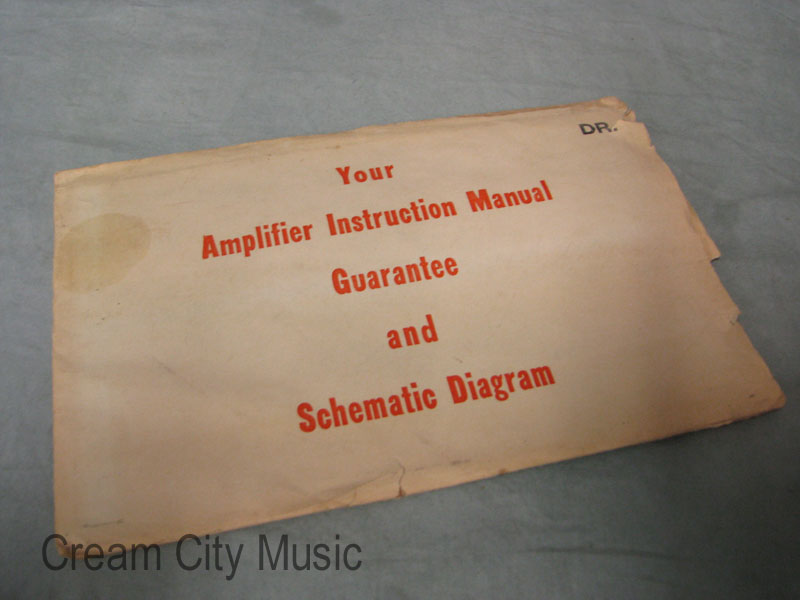 DR.
Your
Amplifier Instruction Manual
Guarantee
and
Schematic Diagram
Cream City Music